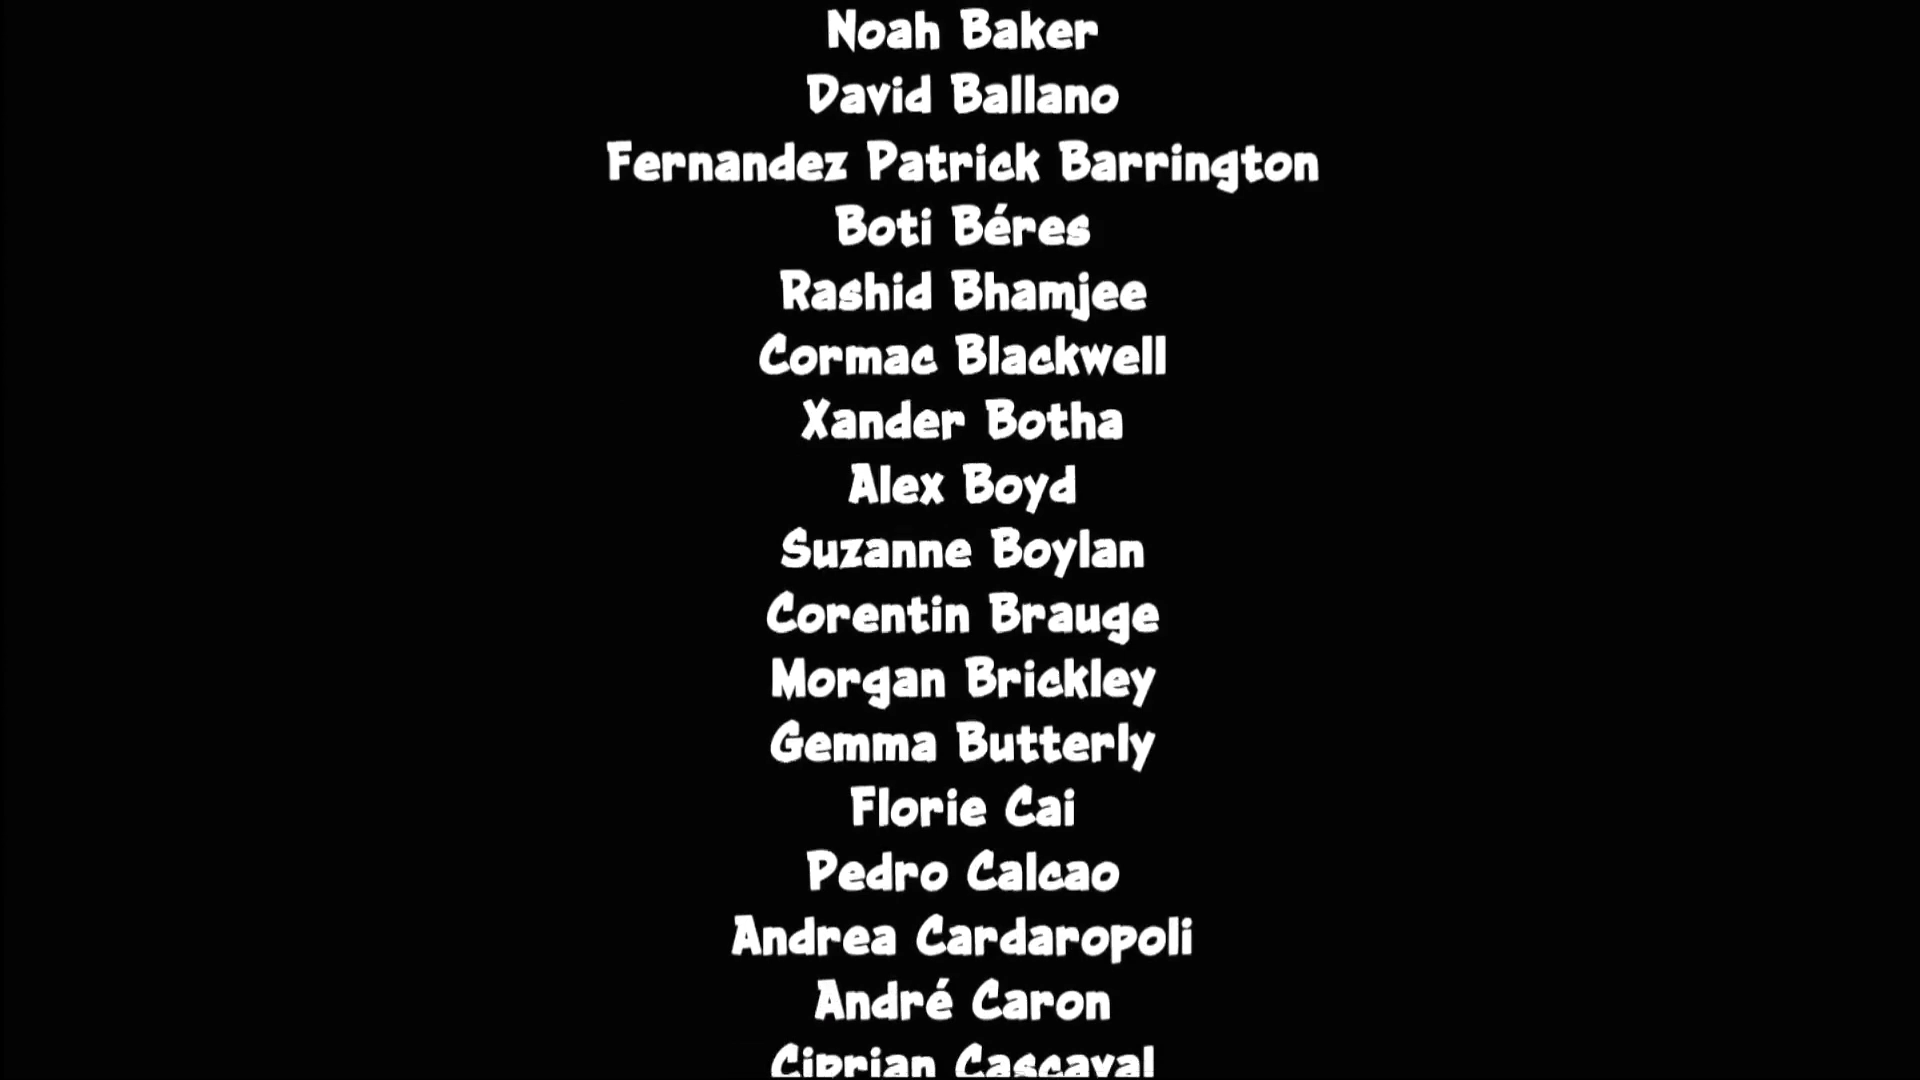 Noah Baker
David Ballano
Fernandez Patrick Barrington
Boti Béres
Rashid Bhamjee
Cormac Blackwell
Xander Botha
Alex Boyd
Suzanne Boylan
Corentin Brauge
Morgan Brickley
Gemma Butterly
Florie Cai
Pedro Calcao
Andrea Cardaropoli
André Caron
Ciprian Cascaval